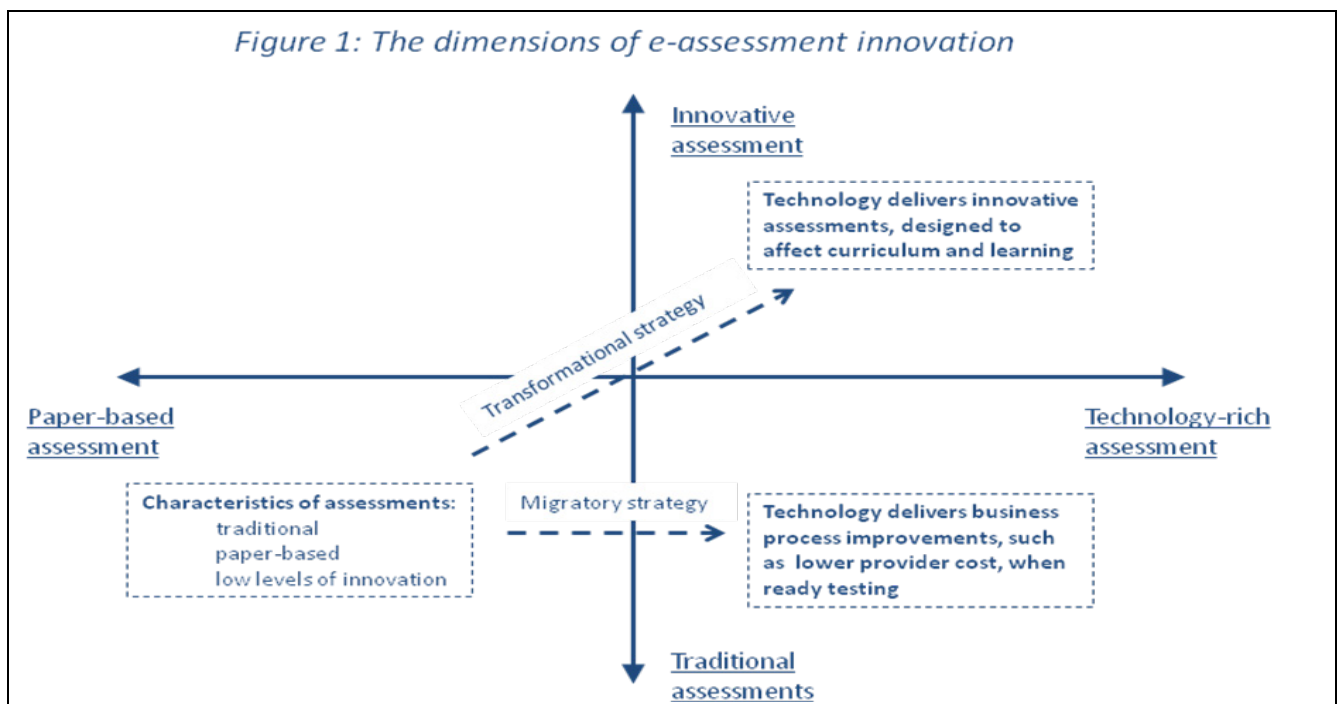 Figure 1: The dimensions of e-assessment innovation
Innovative
assessment
Technology delivers innovative
assessments, designed to
affect curriculum and learning
Transformational strategy
Paper-based
assessment
Technology-rich
assessment
Characteristics of assessments:
traditional
paper-based
low levels of innovation
Migratory strategy
Technology delivers business
process improvements, such
as lower provider cost, when
ready testing
Traditional
assessments